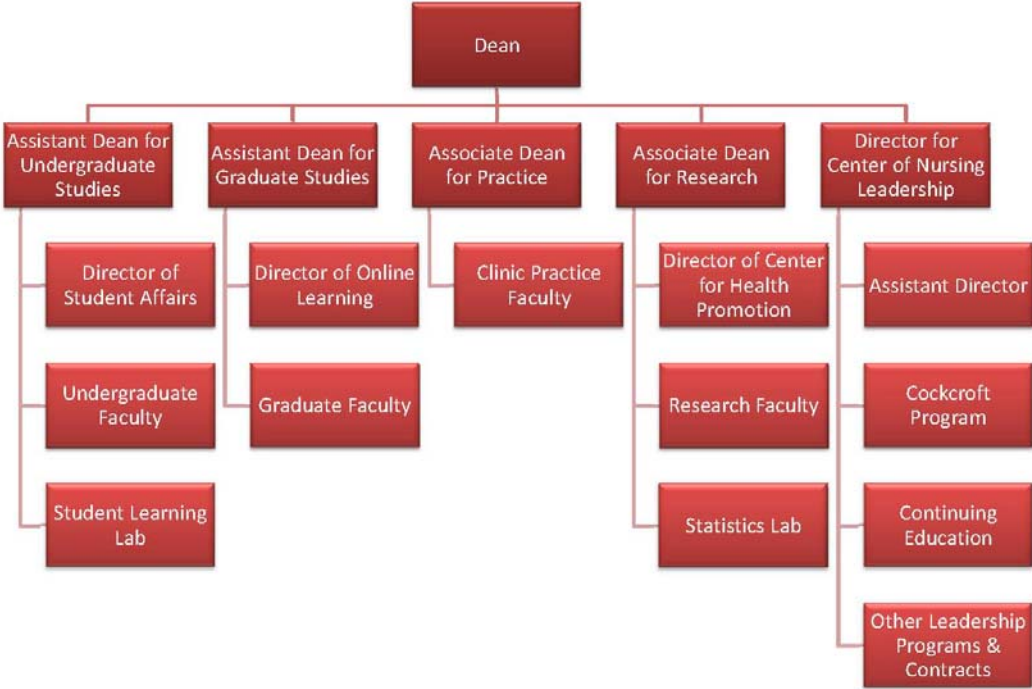 Dean
Assistant Dean for
Undergraduate
Studies
Assistant Dean for
Graduate Studies
Associate Dean
for Practice
Associate Dean
for Research
Director for
Center of Nursing
Leadership
Director of
Student Affairs
Undergraduate
Faculty
Student Learning
Lab
Director of Online
Learning
Graduate Faculty
Clinic Practice
Faculty
Director of Center
for Health
Promotion
Research Faculty
Statistics Lab
Assistant Director
Cockcroft
Program
Continuing
Education
Other Leadership
Programs &
Contracts